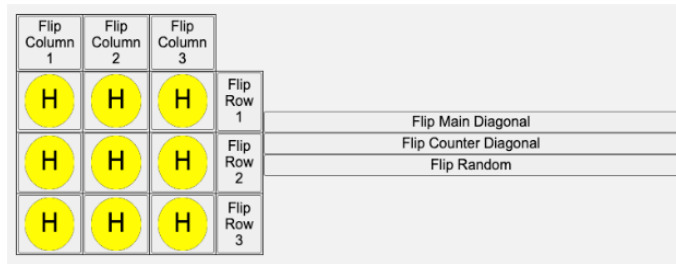 Flip
Column
1
Flip
Column
2
Flip
Column
3
H H H
Flip
Row
1
H H H
Flip
Row
2
H H H
Flip
Row
3
Flip Main Diagonal
Flip Counter Diagonal
Flip Random